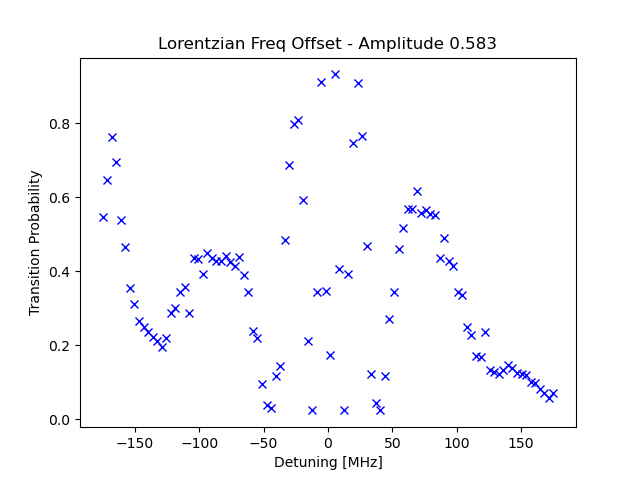 Lorentzian Freq Offset - Amplitude 0.583
Transition Probability
0.8
0.6
0.4
0.2
0.0
−150 −100 −50 0 50 100 150
Detuning [MHz]